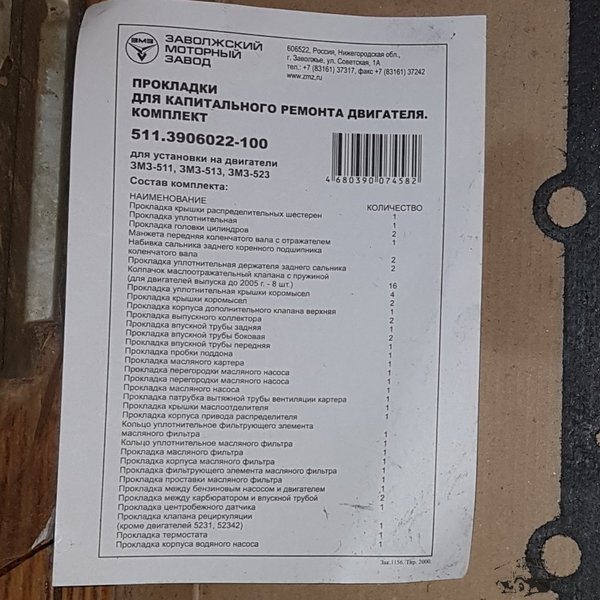 ЗМЗ
ЗАВОЛЖСКИЙ
МОТОРНЫЙ
ЗАВОД
606522, Россия, Нижегородская обл.,
г. Заволжье, ул. Советская, 1А
тел.: +7 (83161) 37317, факс +7 (83161) 37242
www.zmz.ru
ПРОКЛАДКИ
ДЛЯ КАПИТАЛЬНОГО РЕМОНТА ДВИГАТЕЛЯ.
КОМПЛЕКТ
511.3906022-100
для установки на двигатели
ЗМЗ-511, ЗМЗ-513, ЗМЗ-523
4 680390 074582
Состав комплекта:
НАИМЕНОВАНИЕ КОЛИЧЕСТВО
Прокладка крышки распределительных шестерен 1
Прокладка уплотнительная 1
Прокладка головки цилиндров 2
Манжета передняя коленчатого вала с отражателем 1
Набивка сальника заднего коренного подшипника
коленчатого вала 2
Прокладка уплотнительная держателя заднего сальника 2
Колпачок маслоотражательный клапана с пружиной
(для двигателей выпуска до 2005 г. - 8 шт.) 16
Прокладка уплотнительная крышки коромысел 4
Прокладка крышки коромысел 2
Прокладка корпуса дополнительного клапана верхняя 1
Прокладка выпускного коллектора 2
Прокладка впускной трубы задняя 1
Прокладка впускной трубы боковая 2
Прокладка впускной трубы передняя 1
Прокладка пробки поддона 1
Прокладка масляного картера 1
Прокладка перегородки масляного насоса 1
Прокладка перегородки масляного насоса 1
Прокладка масляного насоса 1
Прокладка патрубка вытяжной трубы вентиляции картера 1
Прокладка крышки маслоотделителя 1
Прокладка корпуса привода распределителя 1
Кольцо уплотнительное фильтрующего элемента
масляного фильтра 1
Кольцо уплотнительное масляного фильтра 1
Прокладка масляного фильтра 1
Прокладка корпуса масляного фильтра 1
Прокладка фильтрующего элемента масляного фильтра 1
Прокладка проставки масляного фильтра 1
Прокладка между бензиновым насосом и двигателем 1
Прокладка между карбюратором и впускной трубой 2
Прокладка центробежного датчика 1
Прокладка клапана рециркуляции
(кроме двигателей 5231, 52342) 1
Прокладка термостата 1
Прокладка корпуса водяного насоса 1
Зак.1156. Тир. 2000.